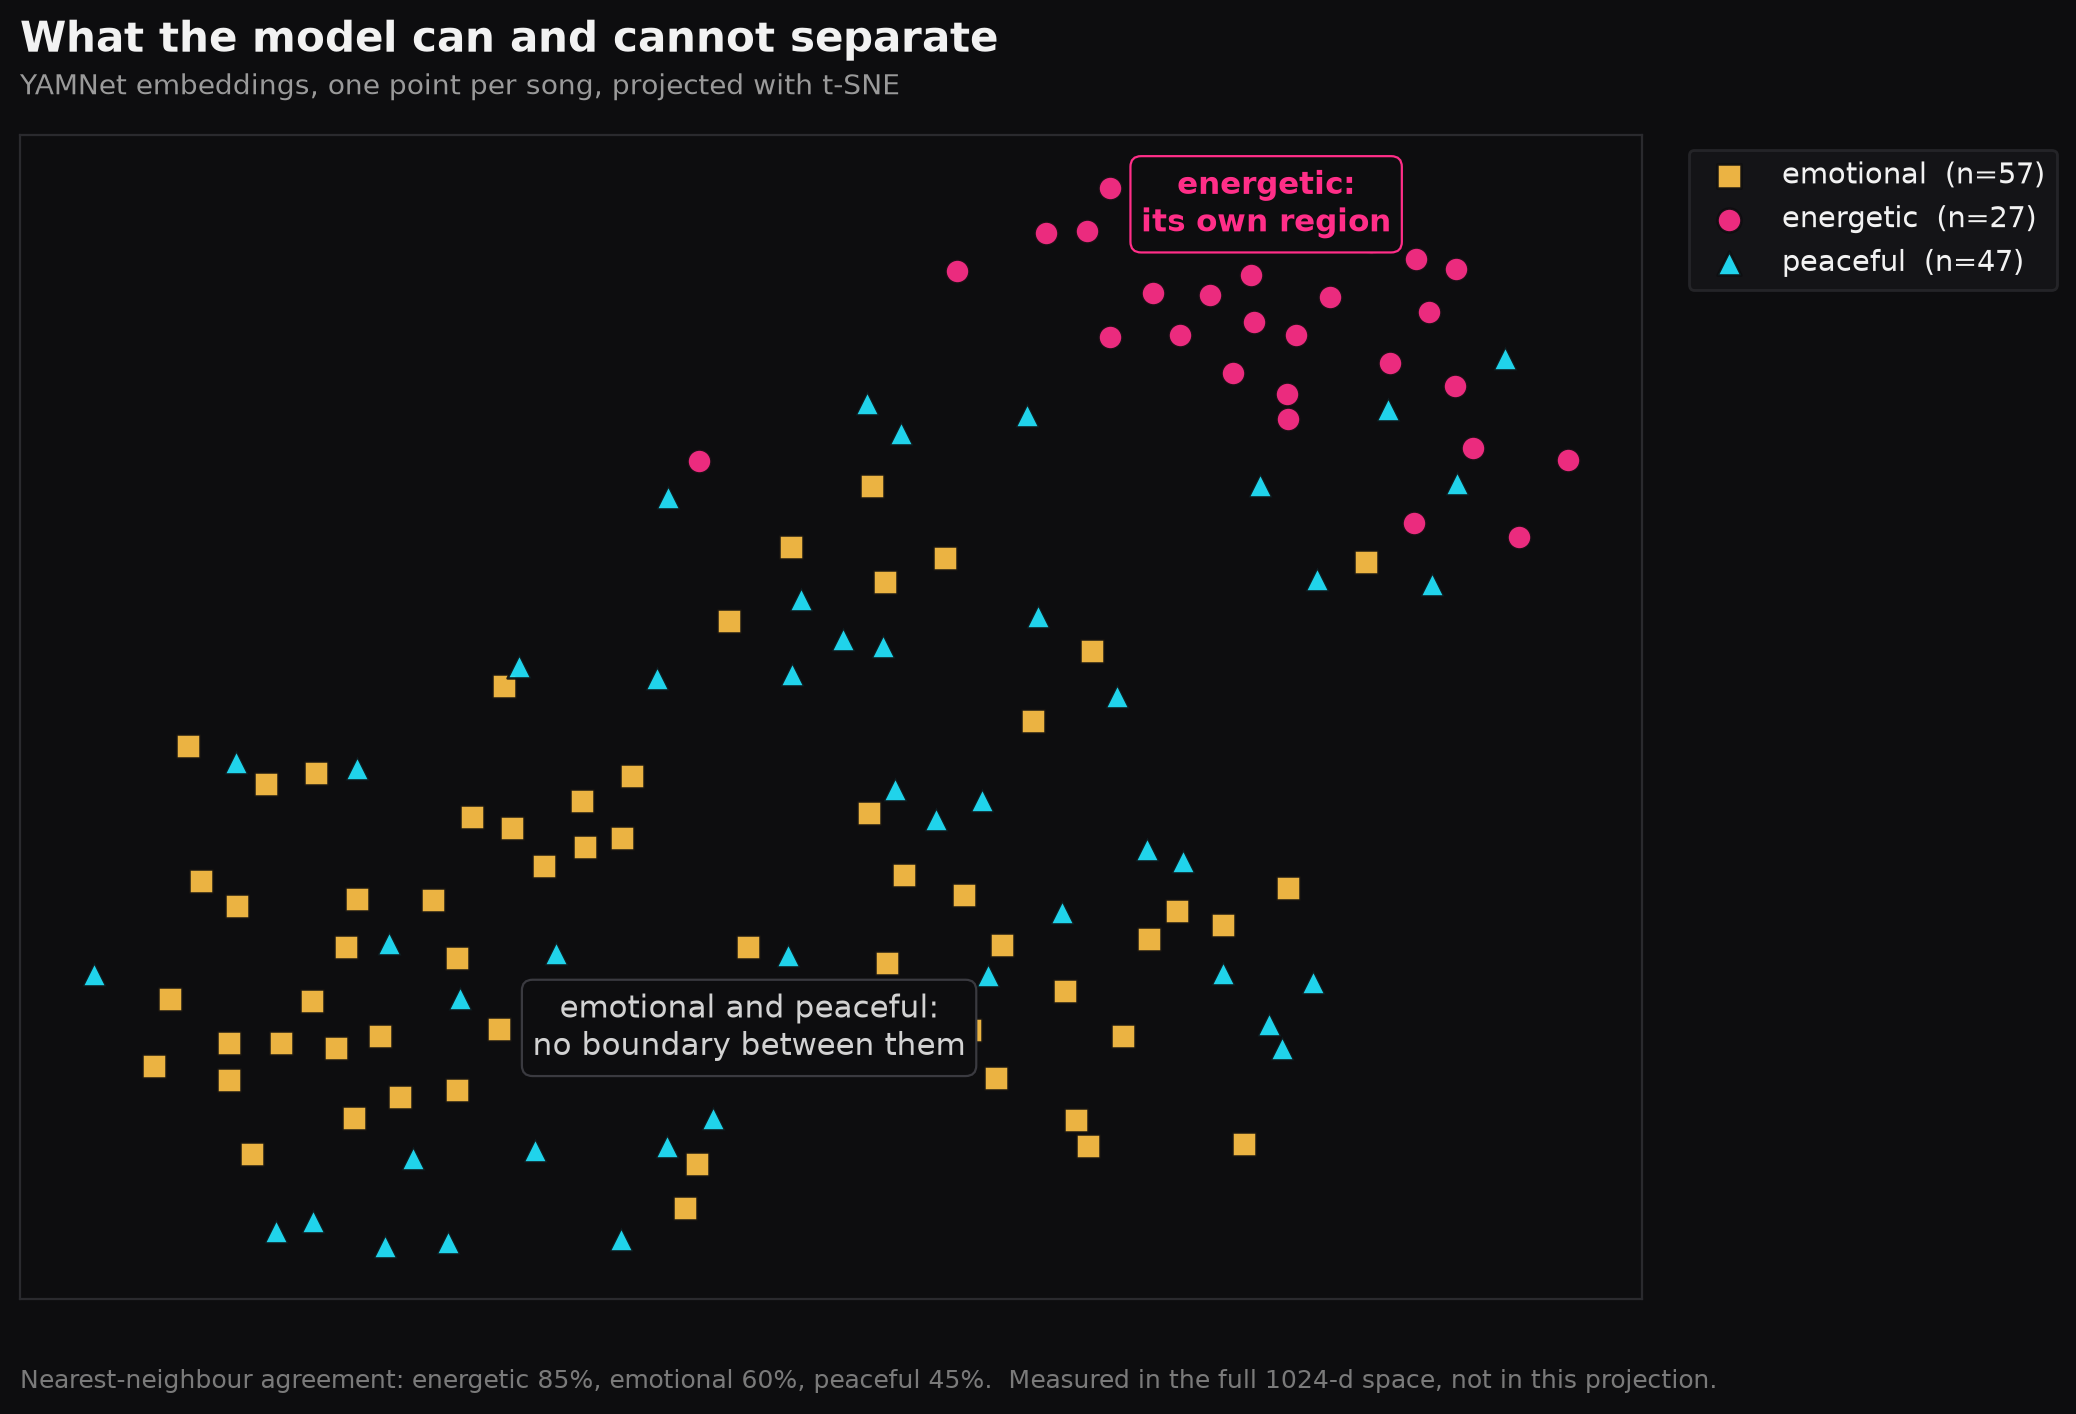 What the model can and cannot separate
YAMNet embeddings, one point per song, projected with t-SNE
energetic:
its own region
emotional (n=57)
energetic (n=27)
peaceful (n=47)
emotional and peaceful:
no boundary between them
Nearest-neighbour agreement: energetic 85%, emotional 60%, peaceful 45%. Measured in the full 1024-d space, not in this projection.